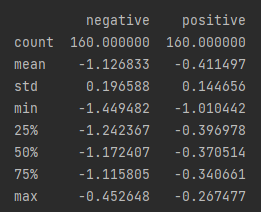 negative positive
count 160.000000 160.000000
mean -1.126833 -0.411497
std 0.196588 0.144656
min -1.449482 -1.010442
25% -1.242367 -0.396978
50% -1.172407 -0.370514
75% -1.115805 -0.340661
max -0.452648 -0.267477